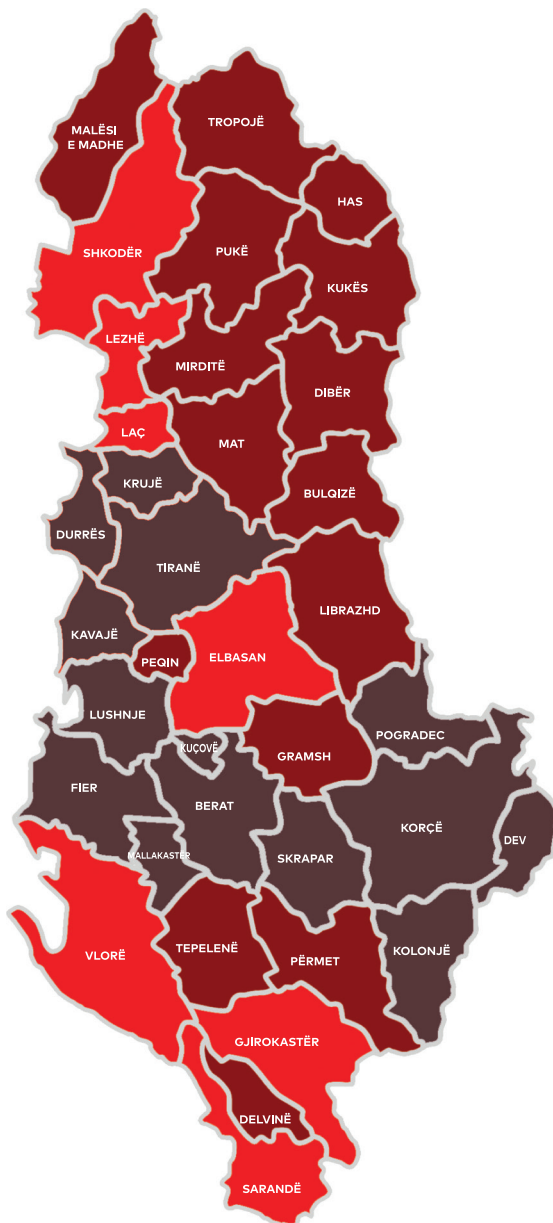 MALËSI
E MADHE
TROPOJË
HAS
SHKODËR
PUKË
KUKËS
LEZHË
MIRDITË
DIBËR
LAÇ
MAT
KRUJË
BULQIZË
DURRËS
TIRANË
LIBRAZHD
KAVAJË
PEQIN
ELBASAN
LUSHNJE
POGRADEC
KUÇOVË
GRAMSH
FIER
BERAT
KORÇË
MALLAKASTËR
SKRAPAR
DEV
VLORË
TEPELENË
PËRMET
KOLONJË
GJIROKASTËR
DELVINË
SARANDË